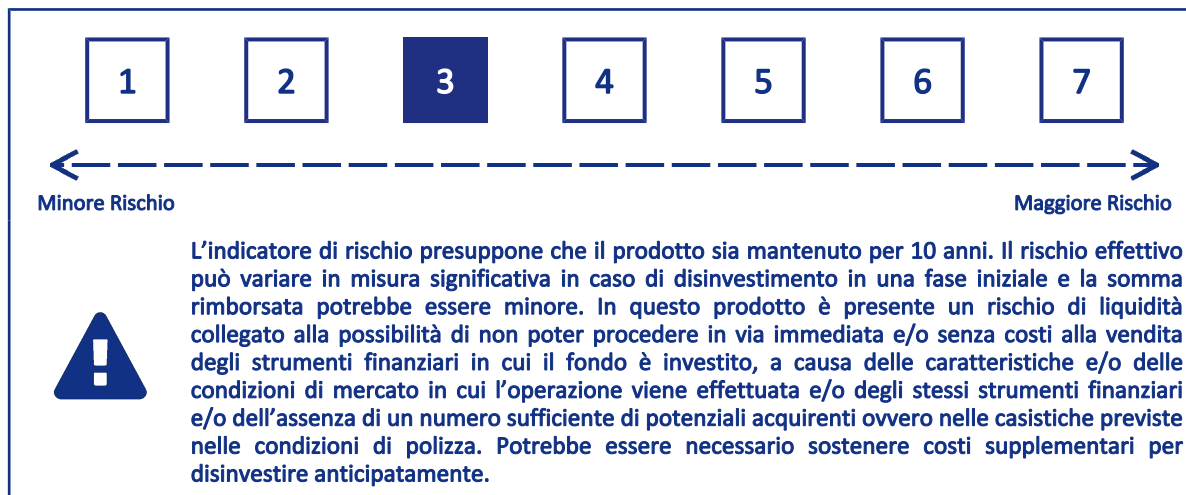 1 2 3 4 5 6 7
Minore Rischio Maggiore Rischio
L’indicatore di rischio presuppone che il prodotto sia mantenuto per 10 anni. Il rischio effettivo
può variare in misura significativa in caso di disinvestimento in una fase iniziale e la somma
rimborsata potrebbe essere minore. In questo prodotto è presente un rischio di liquidità
collegato alla possibilità di non poter procedere in via immediata e/o senza costi alla vendita
degli strumenti finanziari in cui il fondo è investito, a causa delle caratteristiche e/o delle
condizioni di mercato in cui l’operazione viene effettuata e/o degli stessi strumenti finanziari
e/o dell’assenza di un numero sufficiente di potenziali acquirenti ovvero nelle casistiche previste
nelle condizioni di polizza. Potrebbe essere necessario sostenere costi supplementari per
disinvestire anticipatamente.